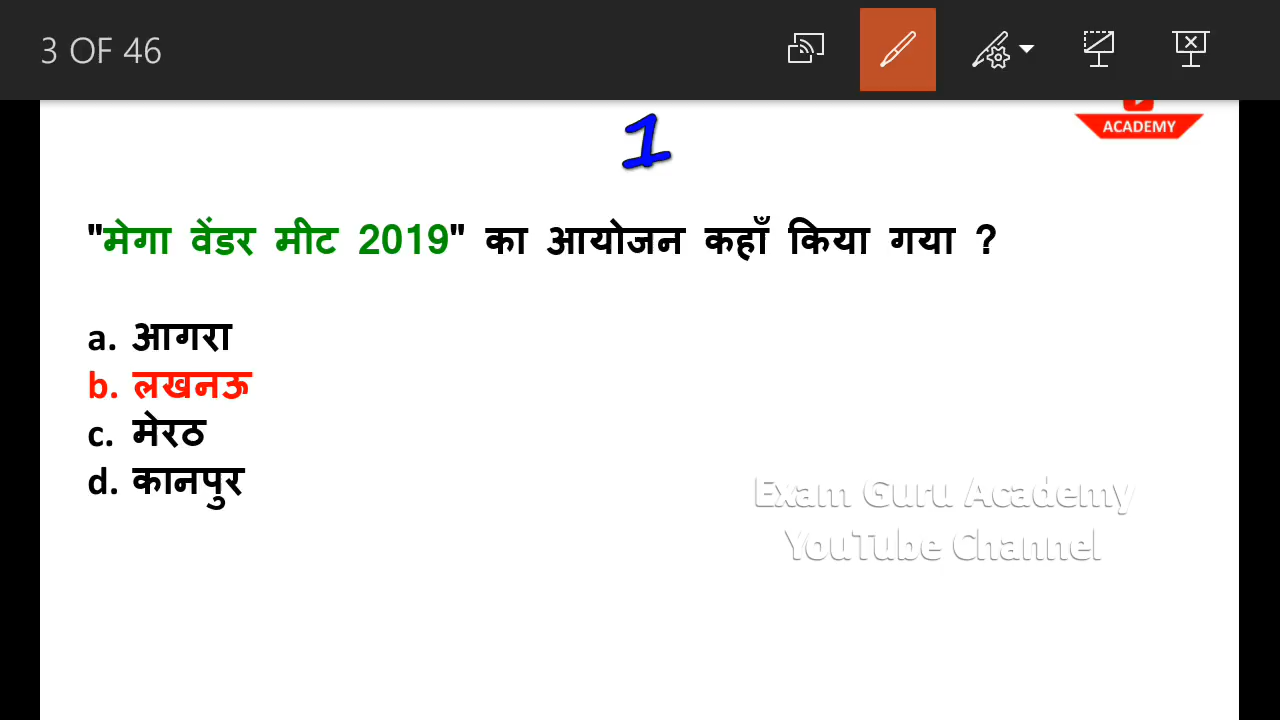 3 OF 46
ACADEMY
1
"मेगा वेंडर मीट 2019" का आयोजन कहाँ किया गया ?
a. आगरा
b. लखनऊ
c. मेरठ
d. कानपुर
Exam Guru Academy
YouTube Channel